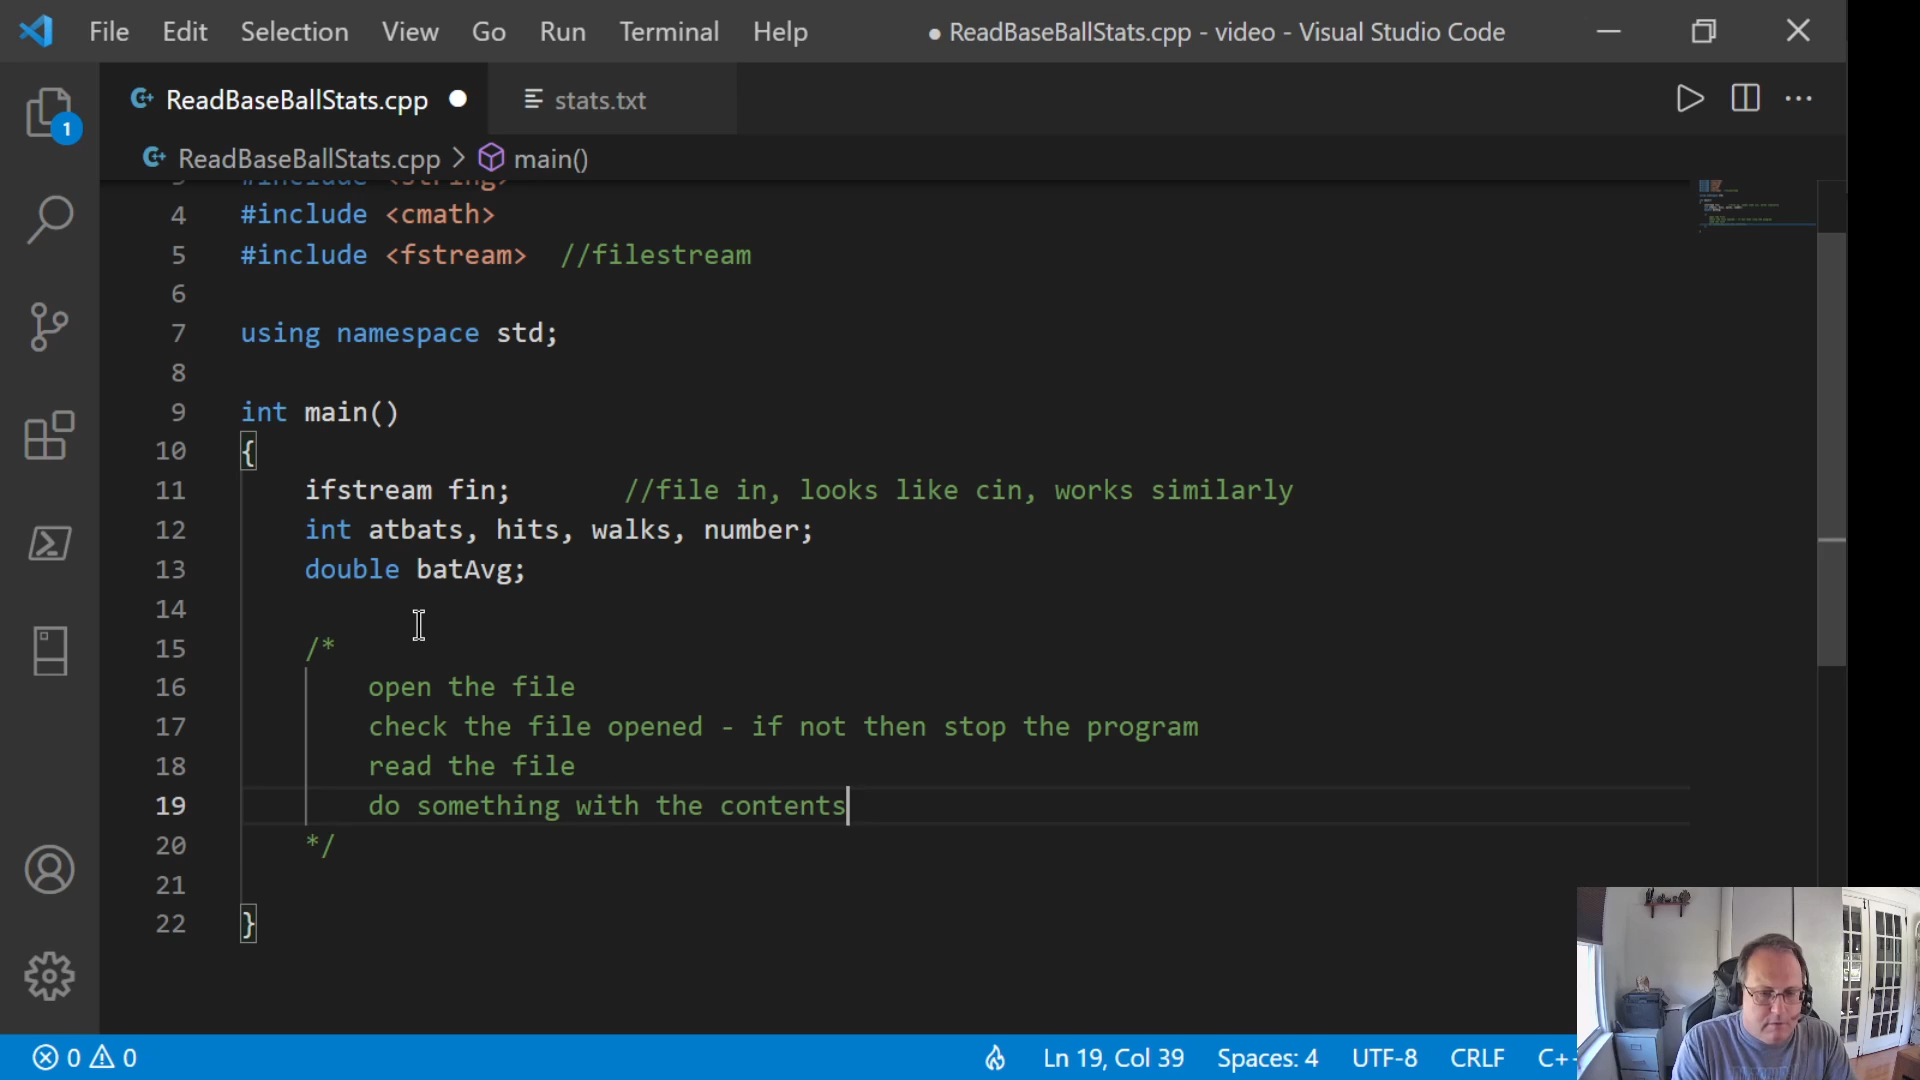 File Edit Selection View Go Run Terminal Help ● ReadBaseBallStats.cpp - video - Visual Studio Code
ReadBaseBallStats.cpp stats.txt
1
ReadBaseBallStats.cpp > main()
3 #include <string>
4 #include <cmath>
5 #include <fstream> //filestream
6
7 using namespace std;
8
9 int main()
10 {
11 ifstream fin; //file in, looks like cin, works similarly
12 int atbats, hits, walks, number;
13 double batAvg;
14
15 /*
16 open the file
17 check the file opened - if not then stop the program
18 read the file
19 do something with the contents
20 */
21
22 }
0 0 Ln 19, Col 39 Spaces: 4 UTF-8 CRLF C+